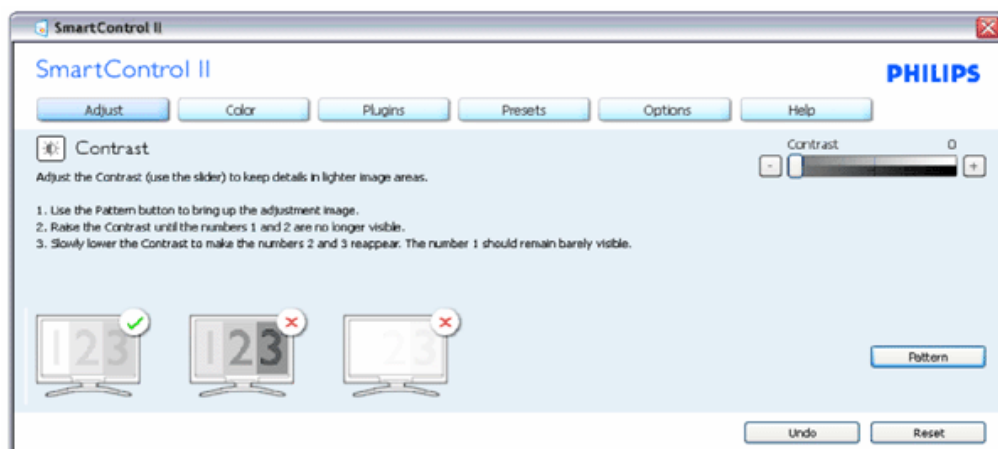 SmartControl II
SmartControl II
PHILIPS
Adjust Color Plugins Presets Options Help
Contrast
Contrast 0
- +
Adjust the Contrast (use the slider) to keep details in lighter image areas.
1. Use the Pattern button to bring up the adjustment image.
2. Raise the Contrast until the numbers 1 and 2 are no longer visible.
3. Slowly lower the Contrast to make the numbers 2 and 3 reappear. The number 1 should remain barely visible.
123 123 23
Pattern
Undo Reset